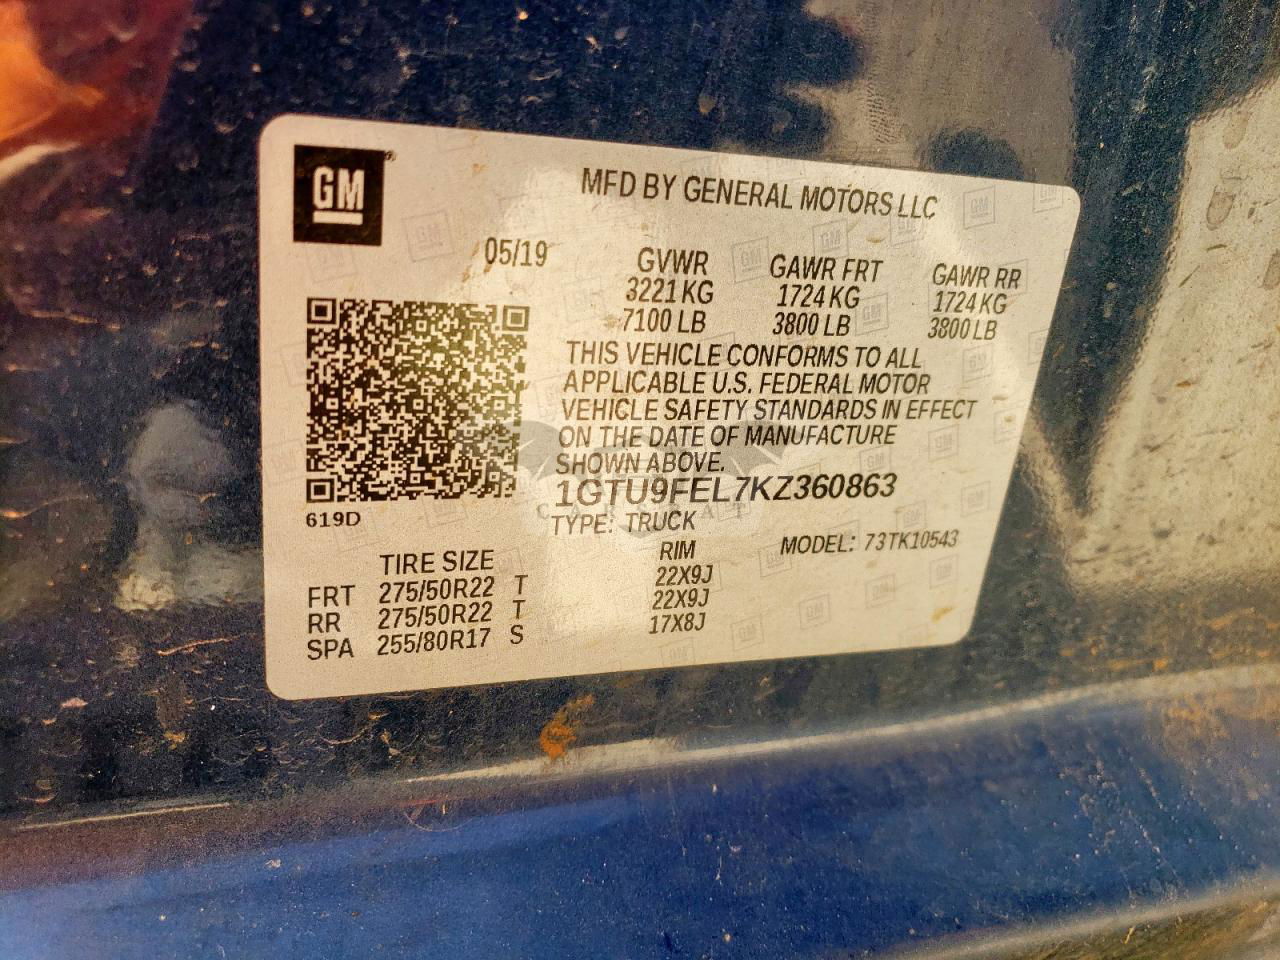 GM
MFD BY GENERAL MOTORS LLC
05/19
GVWR GAWR FRT GAWR RR
3221 KG 1724 KG 1724 KG
7100 LB 3800 LB 3800 LB
THIS VEHICLE CONFORMS TO ALL
APPLICABLE U.S. FEDERAL MOTOR
VEHICLE SAFETY STANDARDS IN EFFECT
ON THE DATE OF MANUFACTURE
SHOWN ABOVE.
1GTU9FEL7KZ360863
619D
TYPE: TRUCK
MODEL: 73TK10543
TIRE SIZE RIM
FRT 275/50R22 T 22X9J
RR 275/50R22 T 22X9J
SPA 255/80R17 S 17X8J